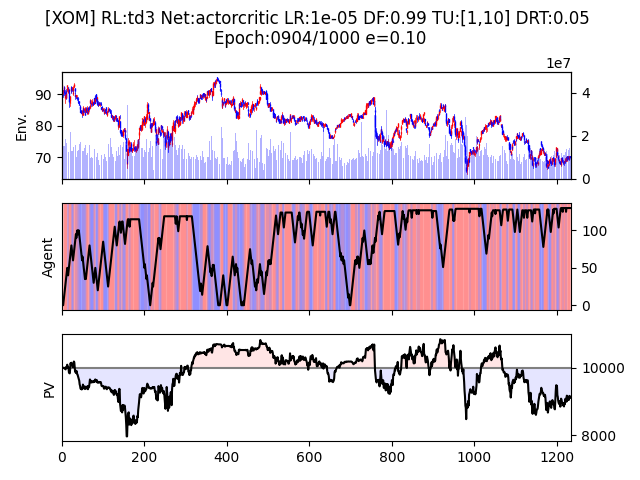 [XOM] RL:td3 Net:actorcritic LR:1e-05 DF:0.99 TU:[1,10] DRT:0.05
Epoch:0904/1000 e=0.10
1e7
90
80
70
Env.
4
2
0
Agent
100
50
0
PV
10000
8000
0 200 400 600 800 1000 1200